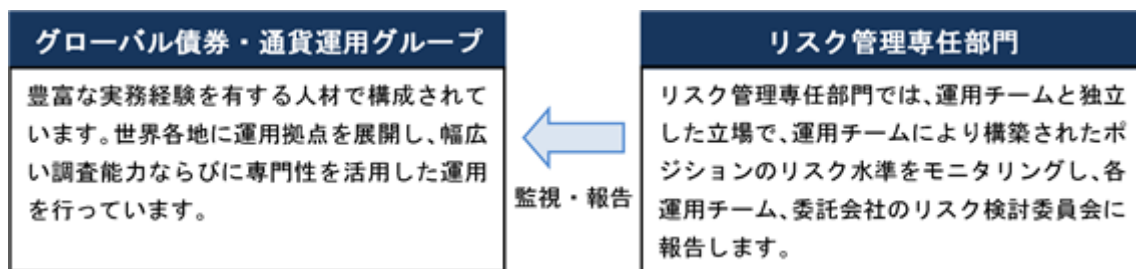 グローバル債券・通貨運用グループ
豊富な実務経験を有する人材で構成されて
います。世界各地に運用拠点を展開し、幅広
い調査能力ならびに専門性を活用した運用
を行っています。
監視・報告
リスク管理専任部門
リスク管理専任部門では、運用チームと独立
した立場で、運用チームにより構築されたポ
ジションのリスク水準をモニタリングし、各
運用チーム、委託会社のリスク検討委員会に
報告します。